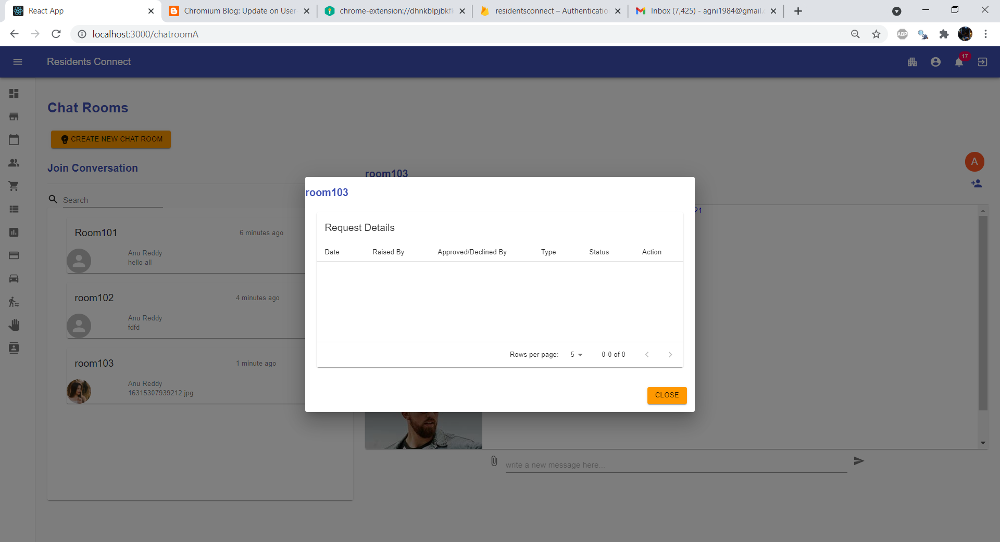 React App
Chromium Blog: Update on User-
chrome-extension://dhnkblpjbkfk
residentsconnect – Authenticatio
Inbox (7,425) - agni1984@gmail.c
localhost:3000/chatroomA
ABP
Residents Connect
17
Chat Rooms
CREATE NEW CHAT ROOM
A
Join Conversation
room103
Search
room103
21
Request Details
Room101
6 minutes ago
Date
Raised By
Approved/Declined By
Type
Status
Action
Anu Reddy
hello all
room102
4 minutes ago
Anu Reddy
fdfd
Rows per page:
5
0-0 of 0
room103
1 minute ago
Anu Reddy
16315307939212.jpg
CLOSE
write a new message here...